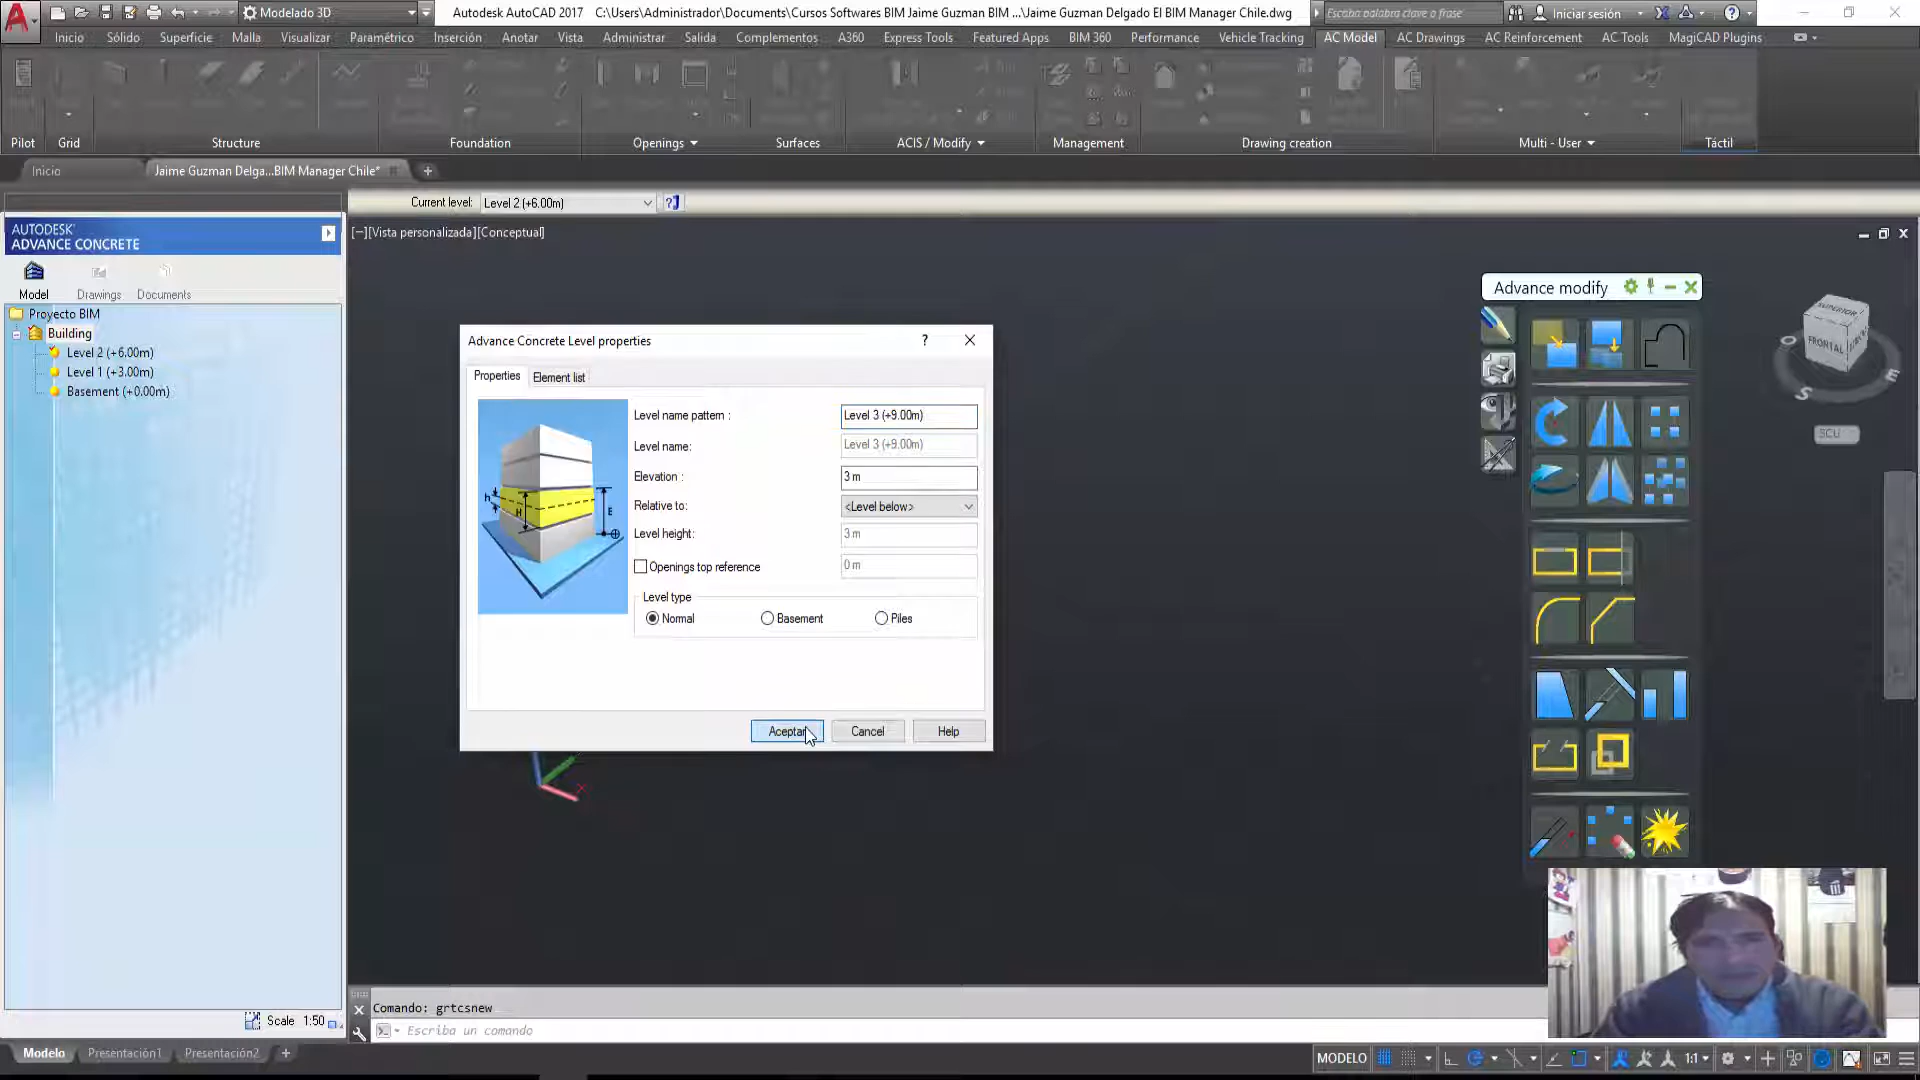 Modelado 3D
Autodesk AutoCAD 2017 C:\Users\Administrador\Documents\Cursos Softwares BIM Jaime Guzman BIM ...\Jaime Guzman Delgado El BIM Manager Chile.dwg
Escriba palabra clave o frase
Iniciar sesión
Inicio Sólido Superficie Malla Visualizar Paramétrico Inserción Anotar Vista Administrar Salida Complementos A360 Express Tools Featured Apps BIM 360 Performance Vehicle Tracking AC Model AC Drawings AC Reinforcement AC Tools MagiCAD Plugins
Pilot Grid Structure Foundation Openings Surfaces ACIS / Modify Management Drawing creation Multi - User Táctil
Inicio
Jaime Guzman Delga...BIM Manager Chile*
Current level: Level 2 (+6.00m)
AUTODESK
ADVANCE CONCRETE
[−][Vista personalizada][Conceptual]
Model Drawings Documents
Proyecto BIM
Building
Level 2 (+6.00m)
Level 1 (+3.00m)
Basement (+0.00m)
Advance Concrete Level properties
?
Properties
Element list
Level name pattern : Level 3 (+9.00m)
Level name: Level 3 (+9.00m)
Elevation : 3 m
Relative to: <Level below>
Level height: 3 m
Openings top reference 0 m
Level type
Normal Basement Piles
h H E
Aceptar Cancel Help
Advance modify
SUPERIOR
FRONTAL
S E
SCU
Comando: grtcsnew
Escriba un comando
Scale 1:50
Modelo Presentación1 Presentación2 +
MODELO
1:1